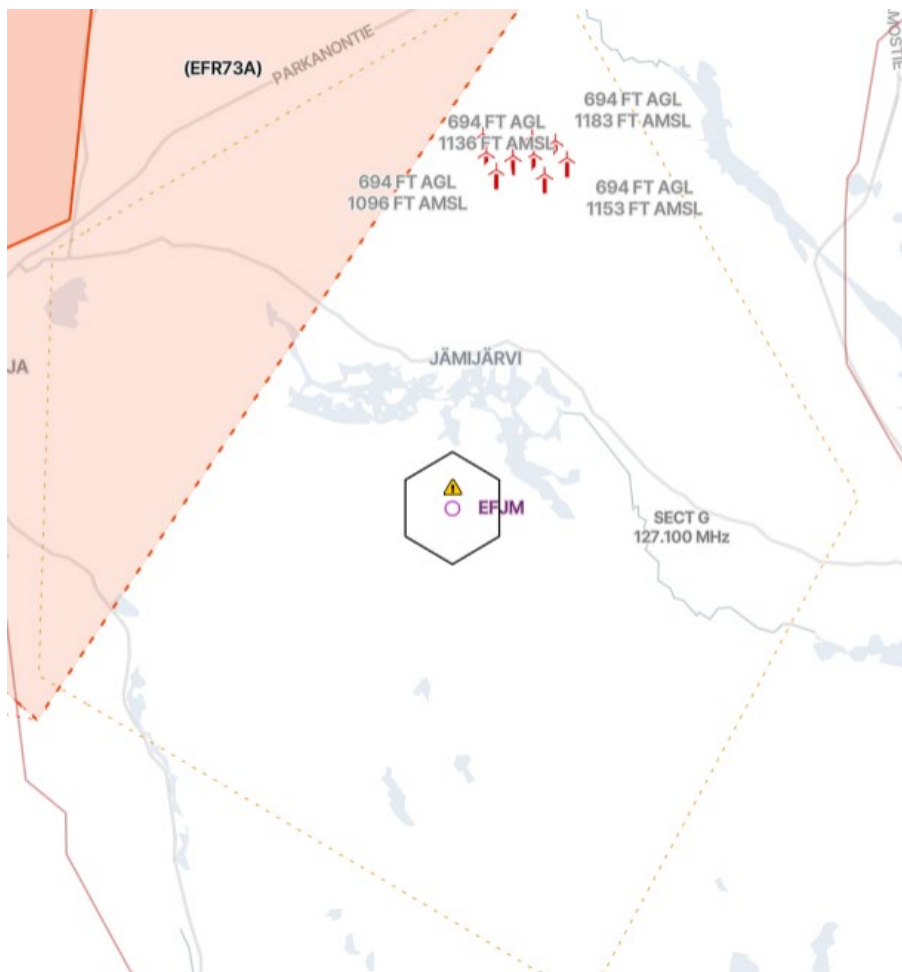 MOSTIE
(EFR73A)
PARKANONTIE
694 FT AGL
1183 FT AMSL
694 FT AGL
1136 FT AMSL
694 FT AGL
1096 FT AMSL
694 FT AGL
1153 FT AMSL
JÄMIJÄRVI
JA
EFJM
SECT G
127.100 MHz